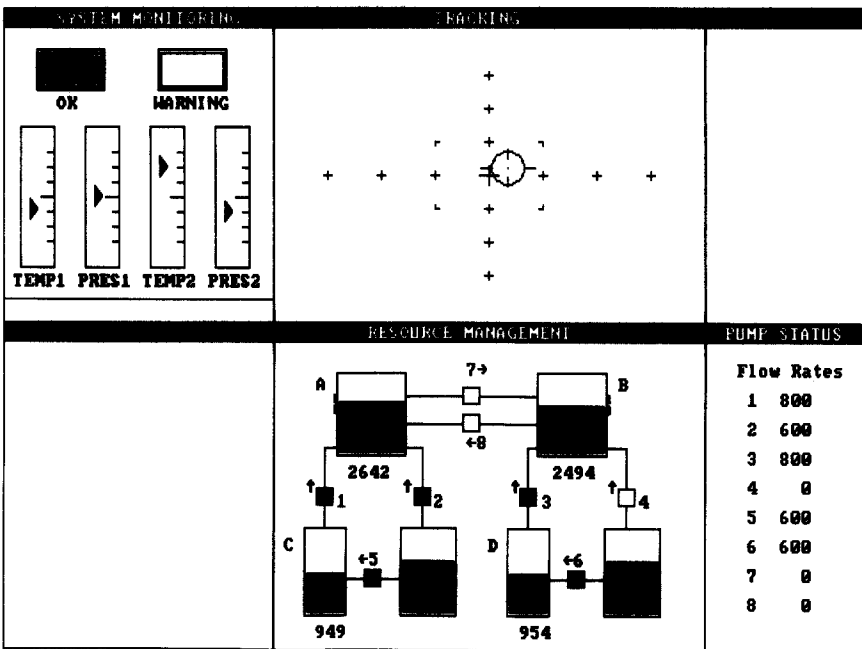 SYSTEM MONITORING
TRACKING
OK
WARNING
TEMP1 PRES1 TEMP2 PRES2
RESOURCE MANAGEMENT
PUMP STATUS
7→
A
B
←8
2642
2494
↑ 1
↑ 2
↑ 3
↑ 4
C
←5
D
←6
949
954
Flow Rates
1 800
2 600
3 800
4 0
5 600
6 600
7 0
8 0